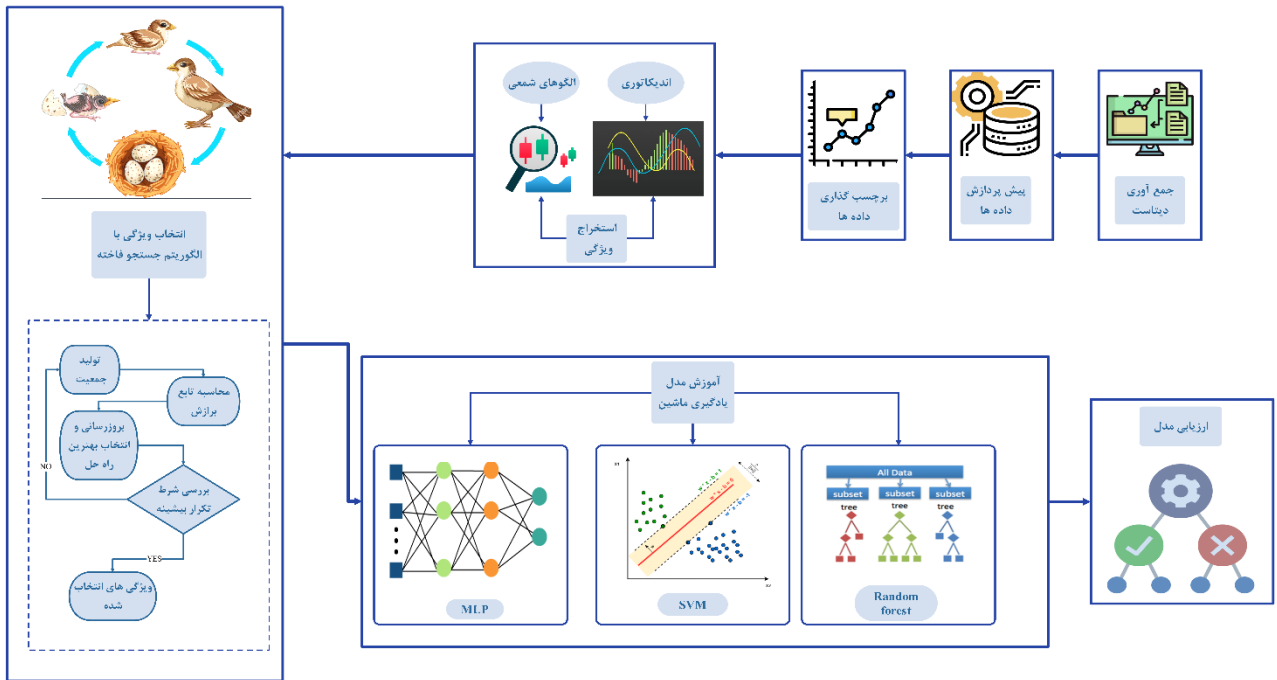 جمع آوری
دیتاست
پیش پردازش
داده ها
برچسب گذاری
داده ها
اندیکاتوری
الگوهای شمعی
استخراج
ویژگی
انتخاب ویژگی با
الگوریتم جستجو فاخته
تولید
جمعیت
محاسبه تابع
برازش
بروزرسانی و
انتخاب بهترین
راه حل
NO
بررسی شرط
تکرار بیشینه
YES
ویژگی های انتخاب
شده
آموزش مدل
یادگیری ماشین
MLP
SVM
All Data
subset
subset
subset
tree
tree
tree
Random
forest
ارزیابی مدل